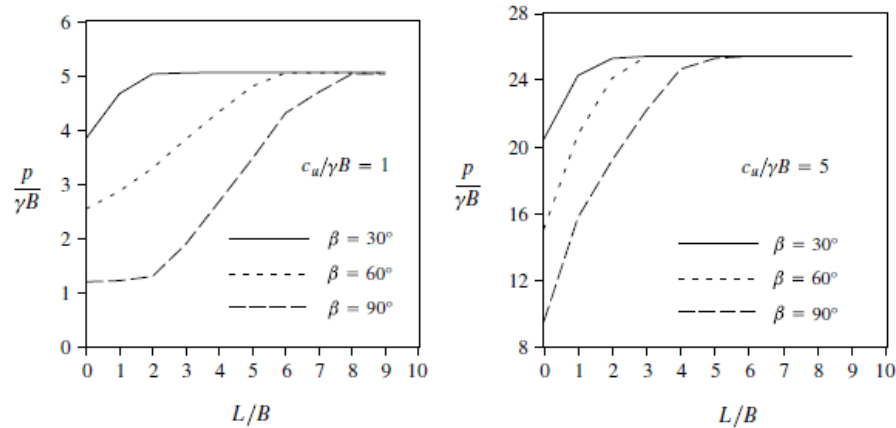 6
5
4
3
2
1
0
p/γB
c_u/γB = 1
β = 30°
β = 60°
β = 90°
0 1 2 3 4 5 6 7 8 9 10
L/B
28
24
20
16
12
8
p/γB
c_u/γB = 5
β = 30°
β = 60°
β = 90°
0 1 2 3 4 5 6 7 8 9 10
L/B